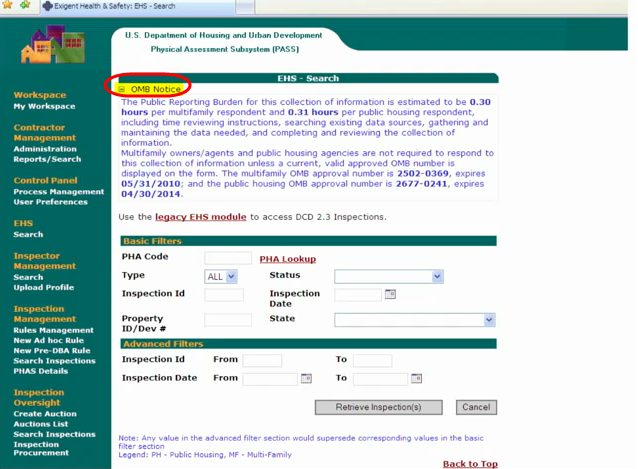 Exigent Health & Safety: EHS - Search
U.S. Department of Housing and Urban Development
Physical Assessment Subsystem (PASS)
Workspace
My Workspace
Contractor
Management
Administration
Reports/Search
Control Panel
Process Management
User Preferences
EHS
Search
Inspector
Management
Search
Upload Profile
Inspection
Management
Rules Management
New Ad hoc Rule
New Pre-DBA Rule
Search Inspections
PHAS Details
Inspection
Oversight
Create Auction
Auctions List
Search Inspections
Inspection
Procurement
EHS - Search
OMB Notice
The Public Reporting Burden for this collection of information is estimated to be 0.30
hours per multifamily respondent and 0.31 hours per public housing respondent,
including time reviewing instructions, searching existing data sources, gathering and
maintaining the data needed, and completing and reviewing the collection of
information.
Multifamily owners/agents and public housing agencies are not required to respond to
this collection of information unless a current, valid approved OMB number is
displayed on the form. The multifamily OMB approval number is 2502-0369, expires
05/31/2010; and the public housing OMB approval number is 2677-0241, expires
04/30/2014.
Use the legacy EHS module to access DCD 2.3 Inspections.
Basic Filters
PHA Code PHA Lookup
Type ALL Status
Inspection Id Inspection
Date
Property
ID/Dev # State
Advanced Filters
Inspection Id From To
Inspection Date From To
Retrieve Inspection(s) Cancel
Note: Any value in the advanced filter section would supersede corresponding values in the basic
filter section
Legend: PH - Public Housing, MF - Multi-Family
Back to Top